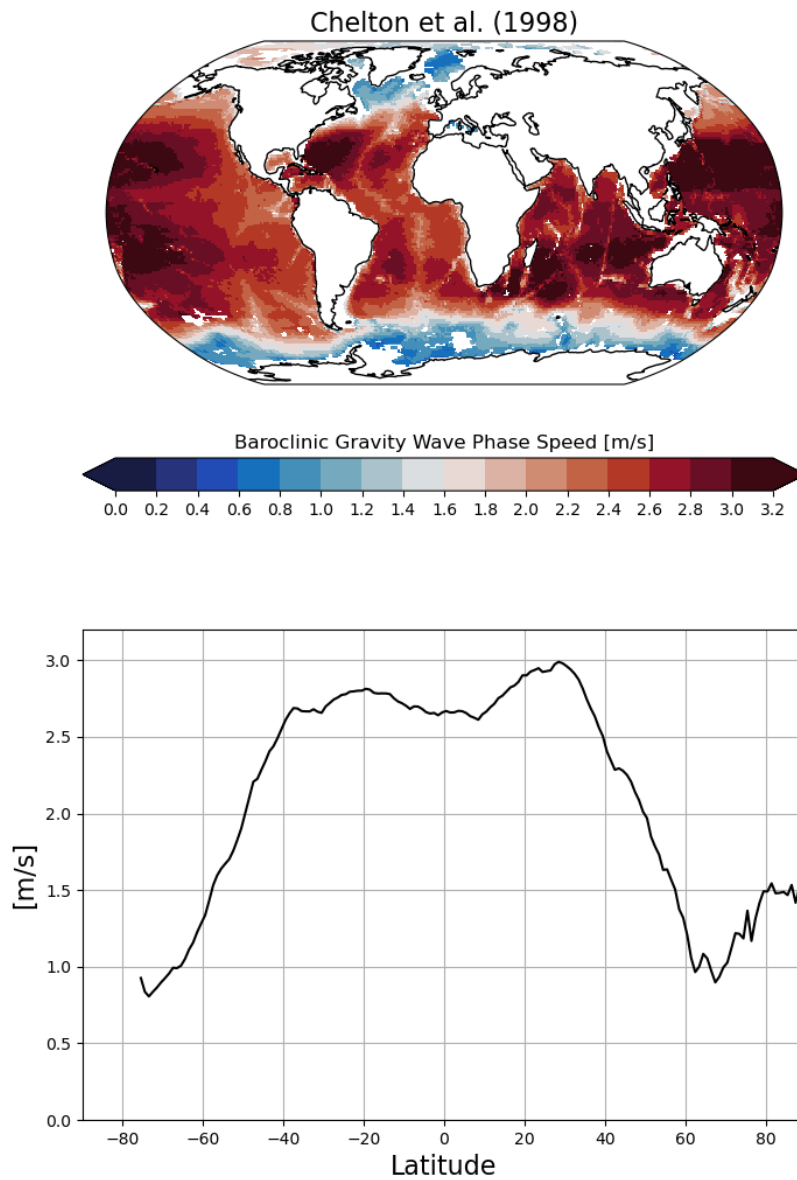 Chelton et al. (1998)
Baroclinic Gravity Wave Phase Speed [m/s]
0.0 0.2 0.4 0.6 0.8 1.0 1.2 1.4 1.6 1.8 2.0 2.2 2.4 2.6 2.8 3.0 3.2
3.0
2.5
2.0
1.5
1.0
0.5
0.0
[m/s]
−80 −60 −40 −20 0 20 40 60 80
Latitude